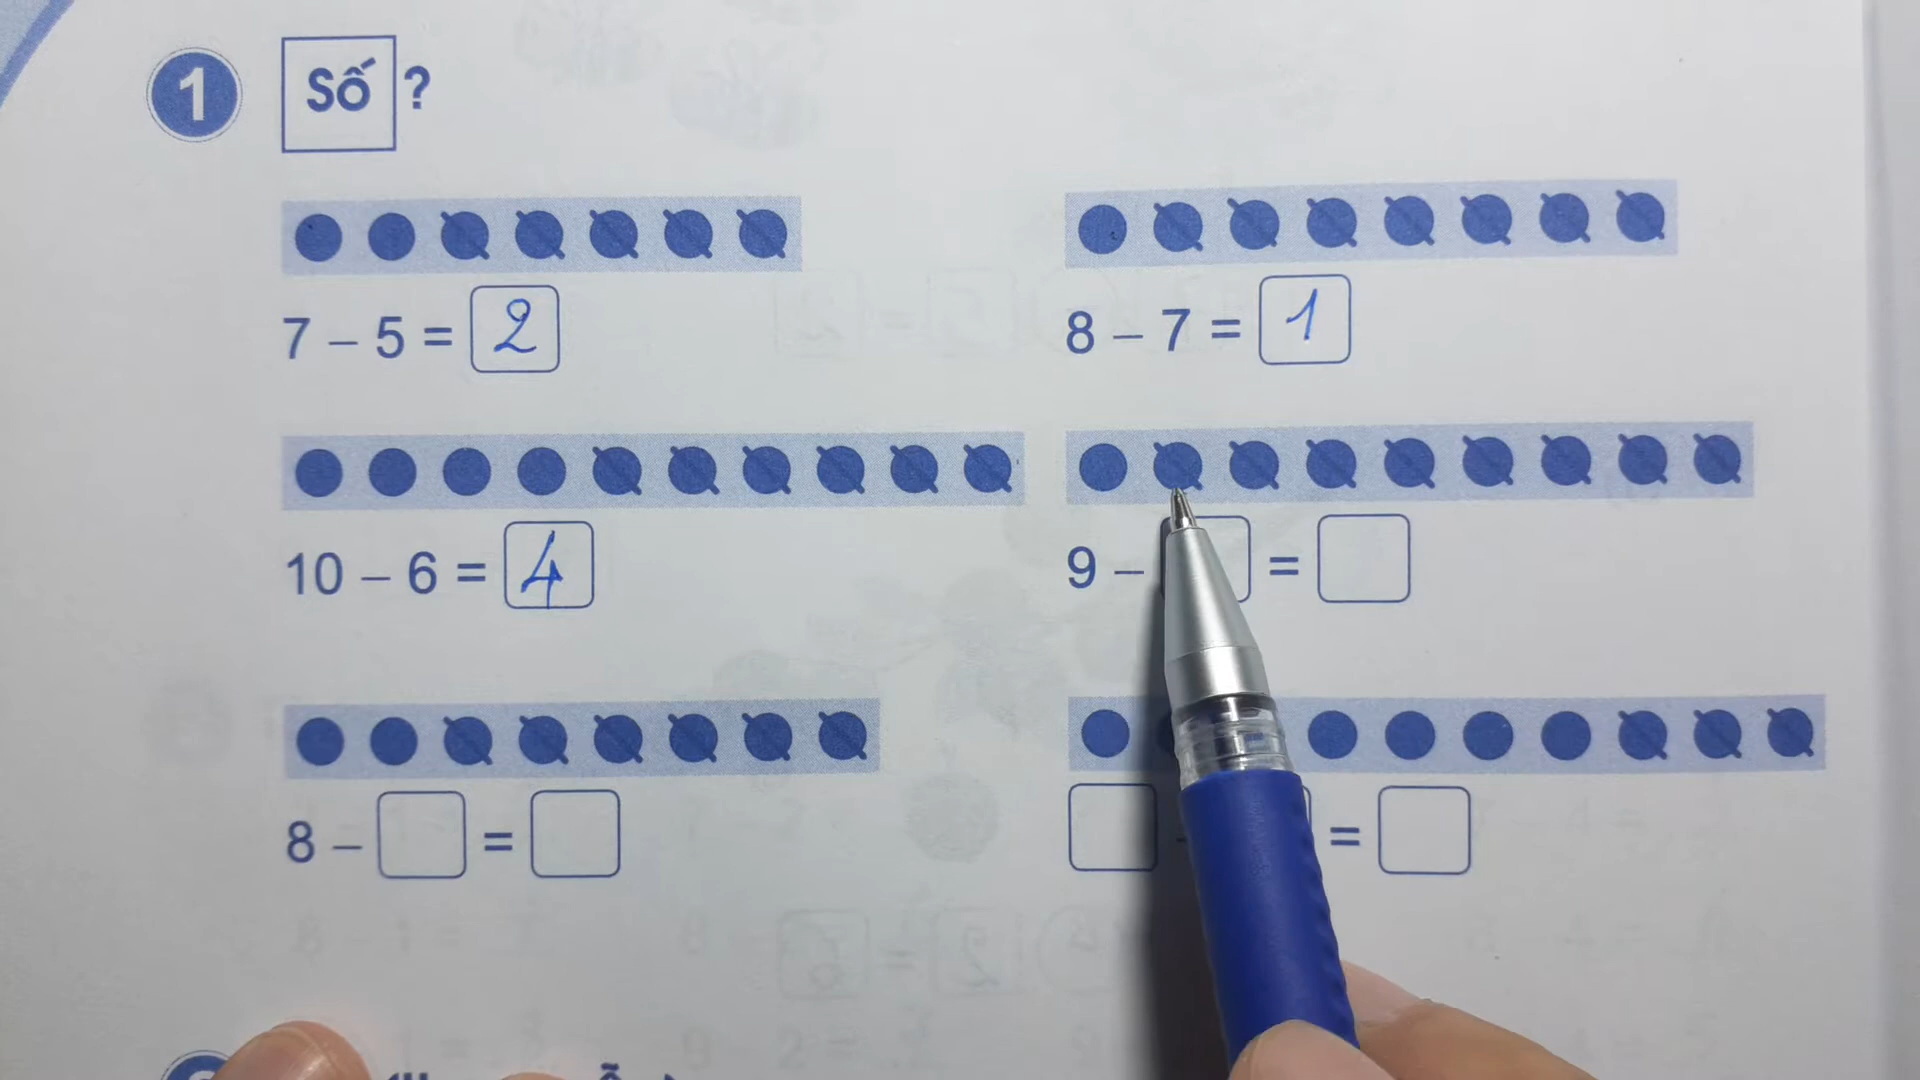 1 Số ?
7 – 5 = 2
8 – 7 = 1
10 – 6 = 4
9 – =
8 – =
=